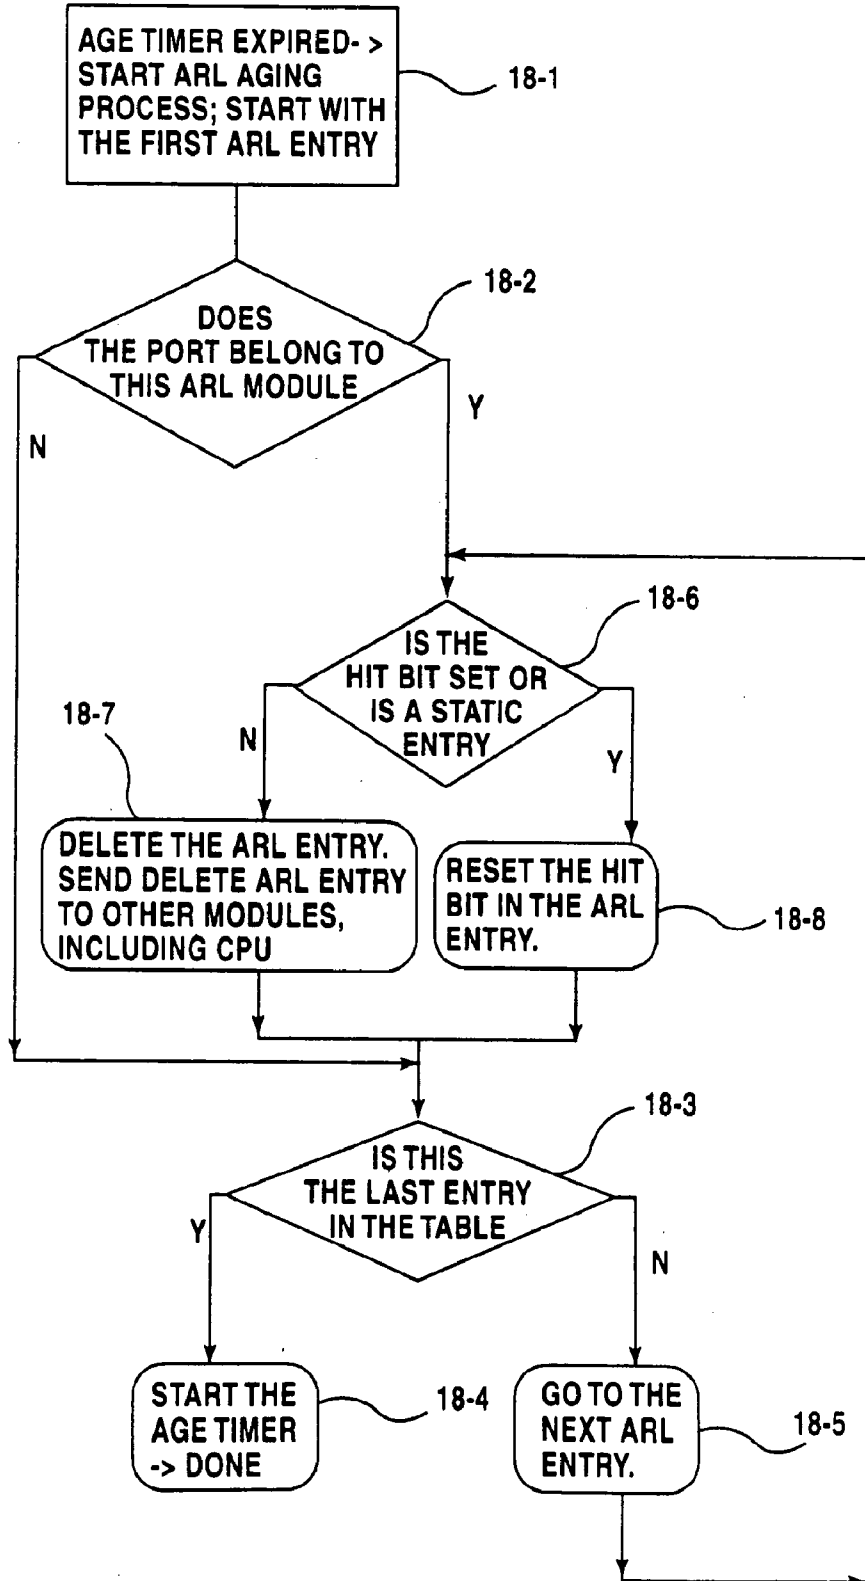 AGE TIMER EXPIRED- >
START ARL AGING
PROCESS; START WITH
THE FIRST ARL ENTRY
18-1
18-2
DOES
THE PORT BELONG TO
THIS ARL MODULE
Y
N
18-6
IS THE
HIT BIT SET OR
IS A STATIC
ENTRY
18-7
N
Y
DELETE THE ARL ENTRY.
SEND DELETE ARL ENTRY
TO OTHER MODULES,
INCLUDING CPU
RESET THE HIT
BIT IN THE ARL
ENTRY.
18-8
18-3
IS THIS
THE LAST ENTRY
IN THE TABLE
Y
N
START THE
AGE TIMER
-> DONE
18-4
GO TO THE
NEXT ARL
ENTRY.
18-5